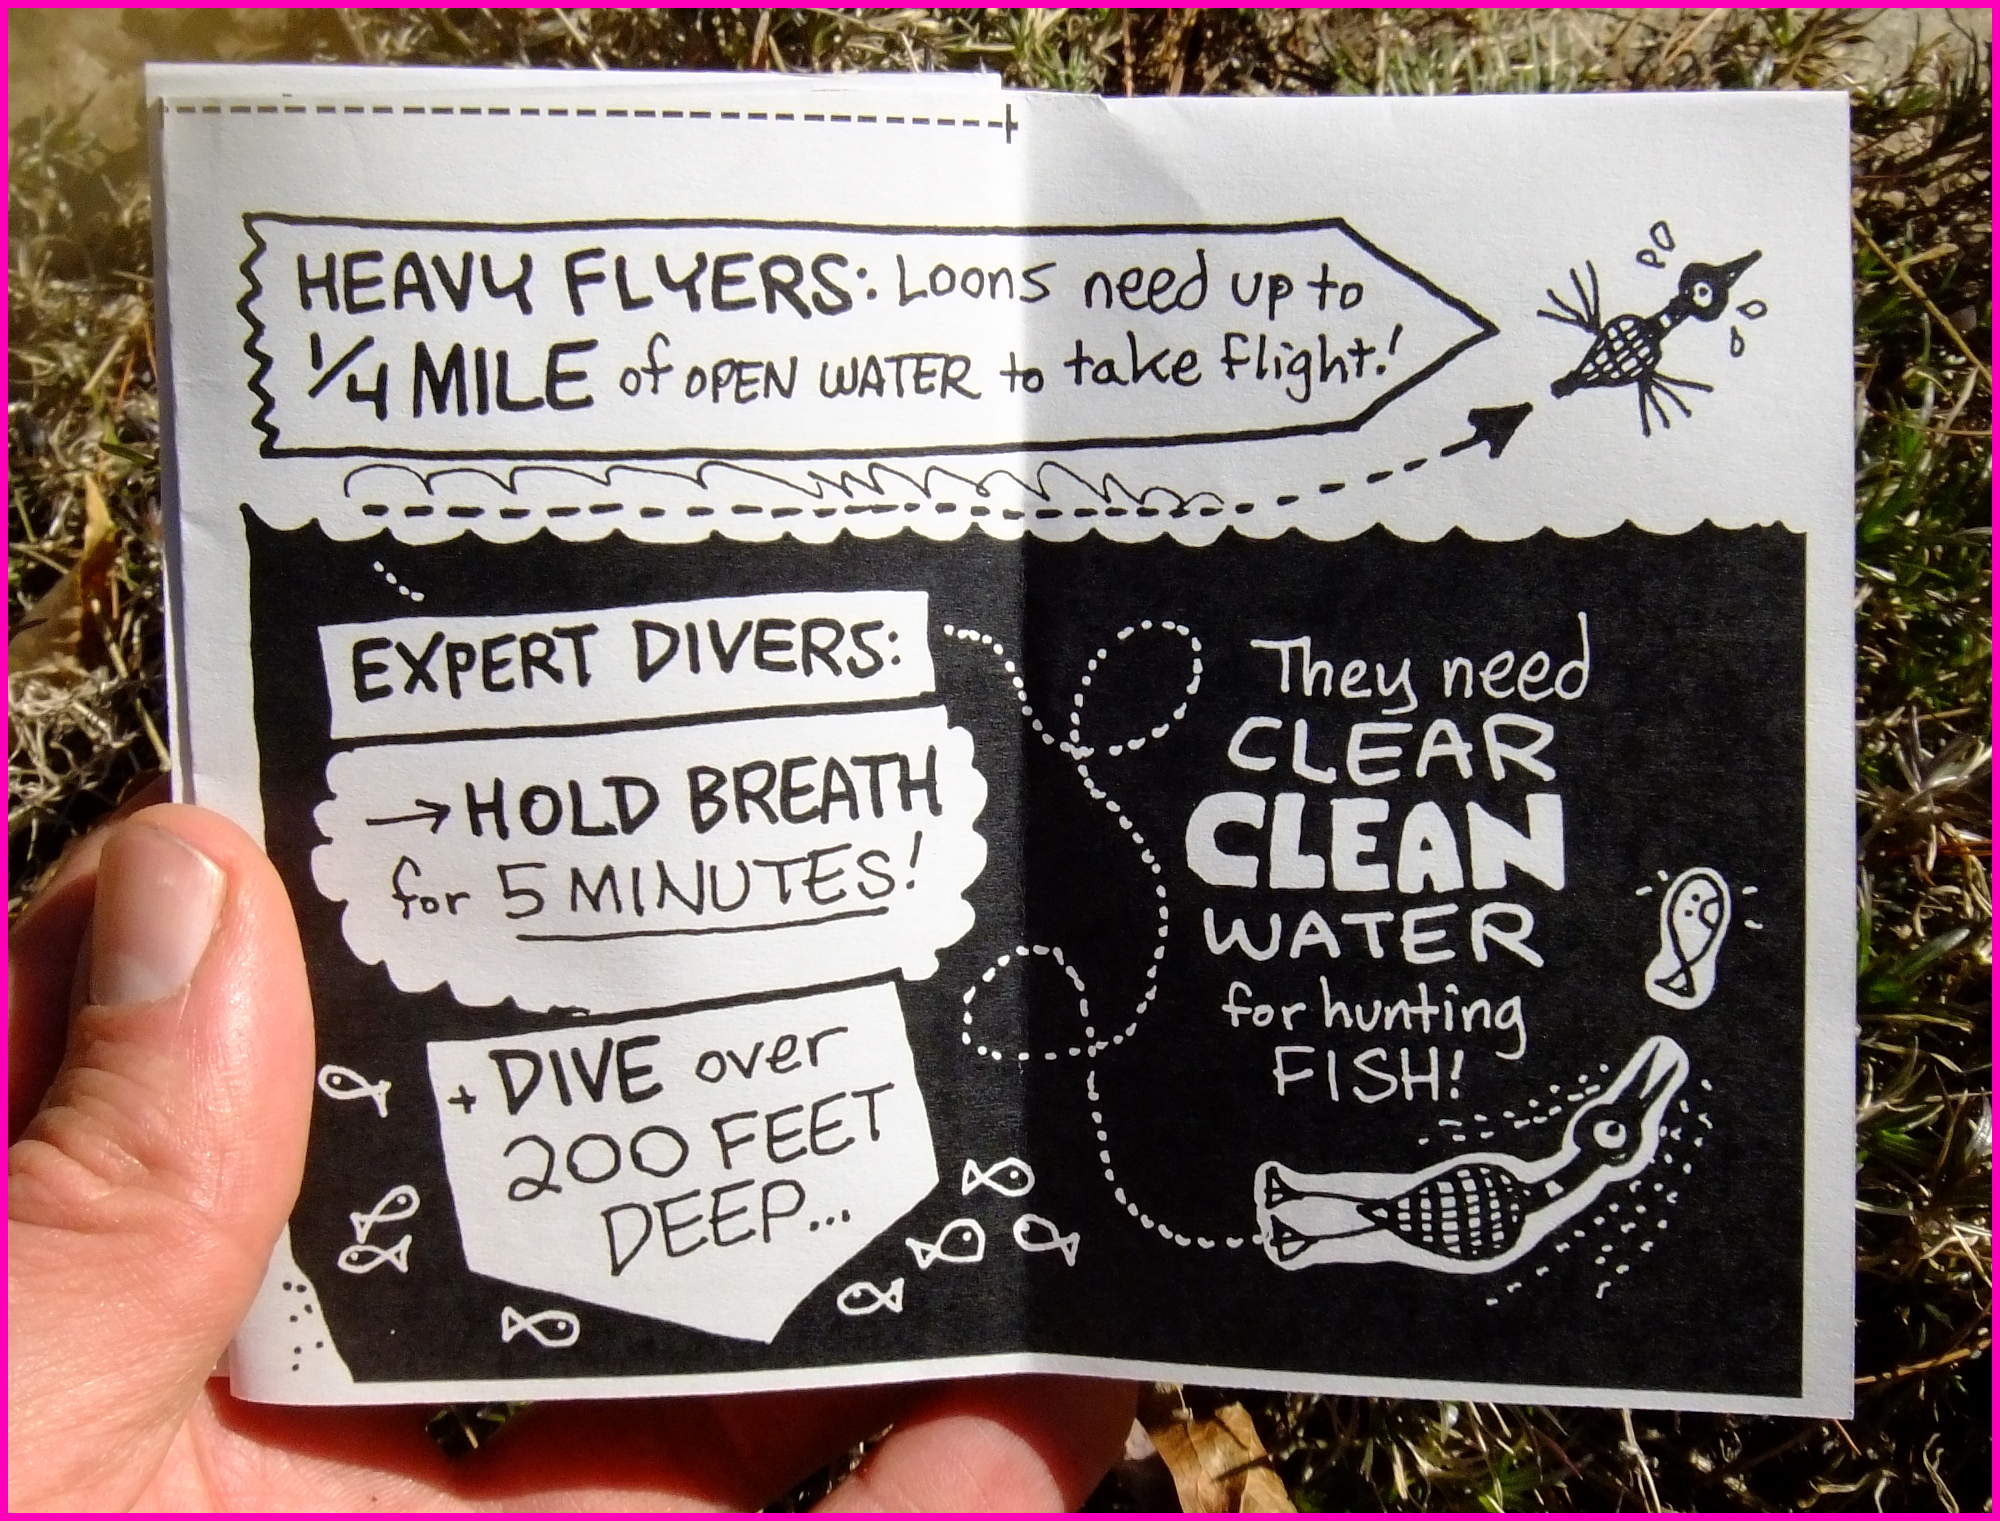 HEAVY FLYERS: Loons need up to
1/4 MILE of OPEN WATER to take flight!
EXPERT DIVERS:
→ HOLD BREATH
for 5 MINUTES!
+ DIVE over
200 FEET
DEEP...
They need
CLEAR
CLEAN
WATER
for hunting
FISH!